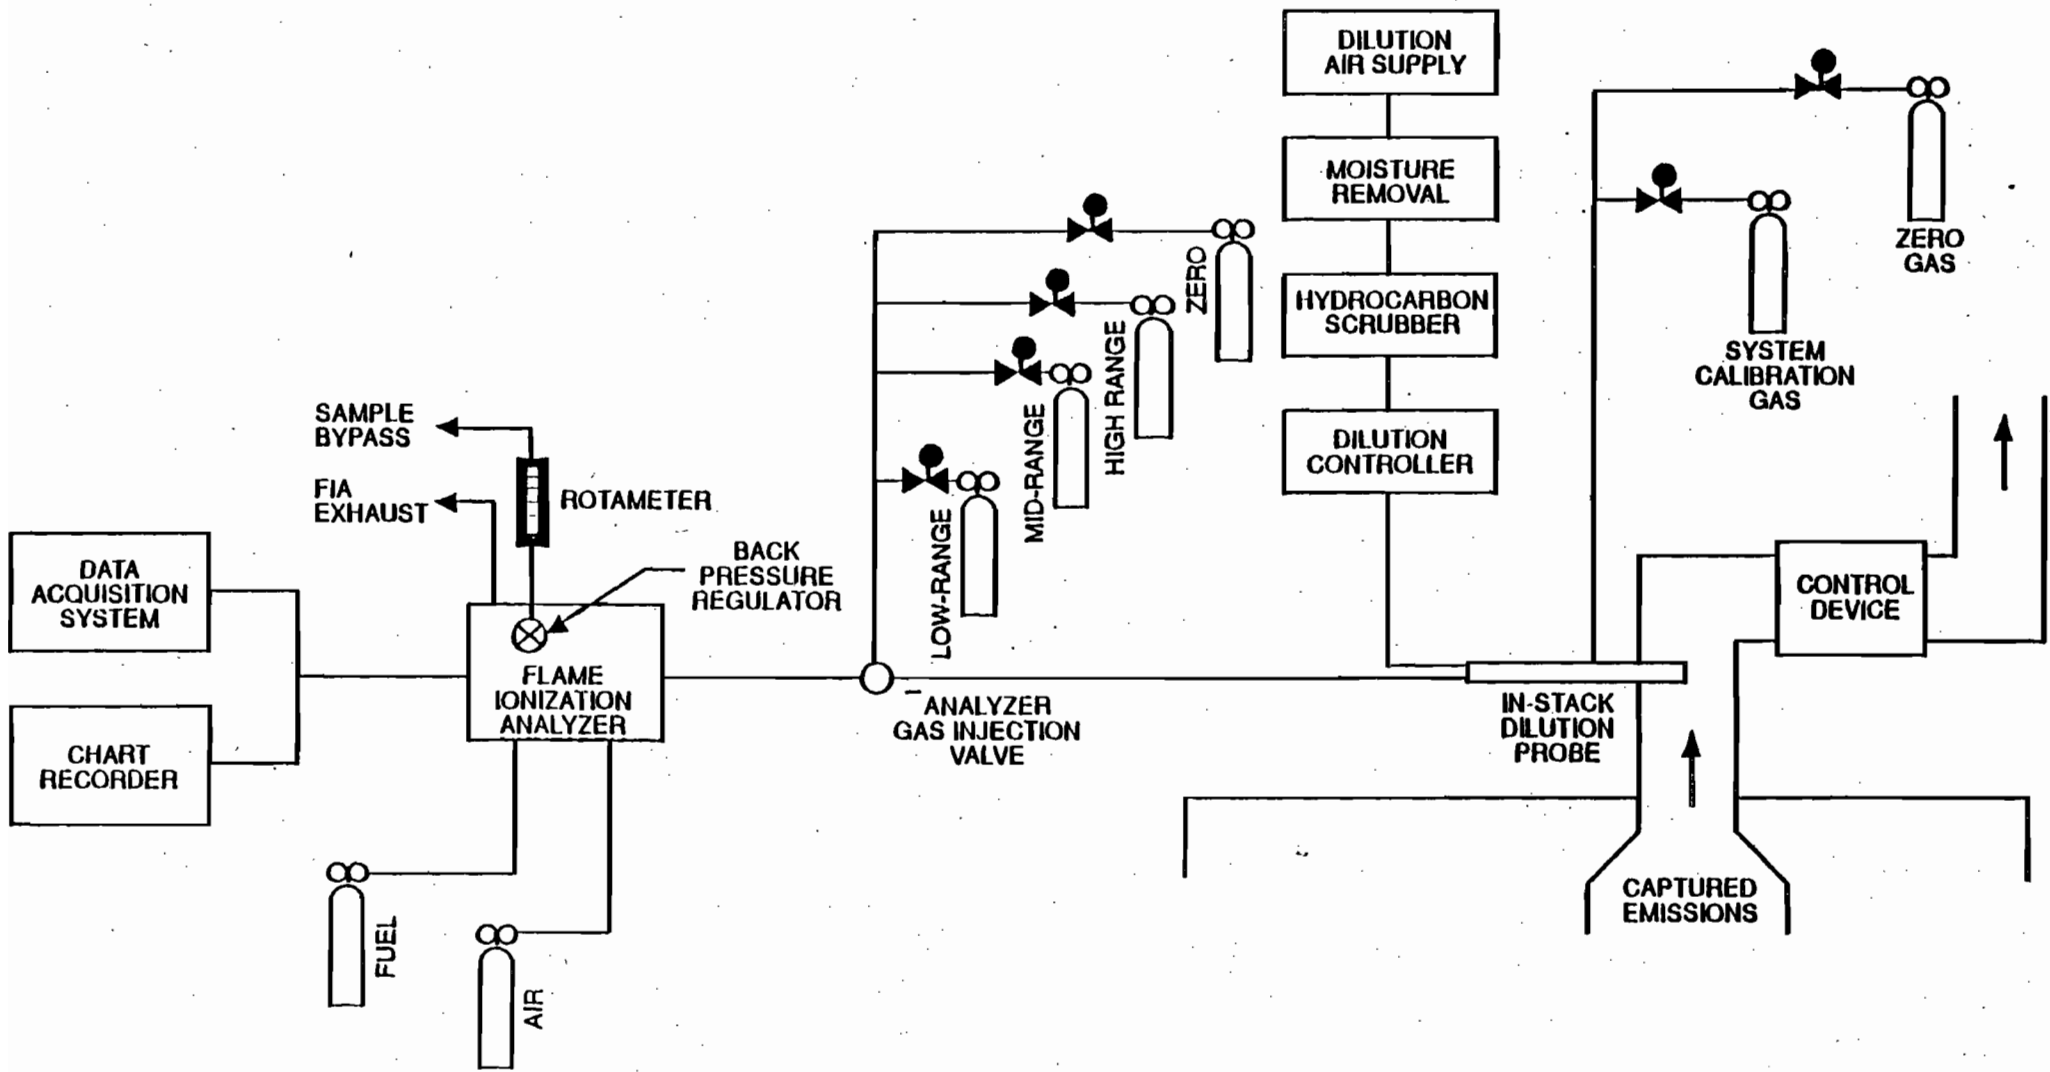 DILUTION
AIR SUPPLY
MOISTURE
REMOVAL
HYDROCARBON
SCRUBBER
DILUTION
CONTROLLER
ZERO
GAS
SYSTEM
CALIBRATION
GAS
ZERO
HIGH RANGE
MID-RANGE
LOW-RANGE
SAMPLE
BYPASS
FIA
EXHAUST
ROTAMETER
BACK
PRESSURE
REGULATOR
DATA
ACQUISITION
SYSTEM
CHART
RECORDER
FLAME
IONIZATION
ANALYZER
ANALYZER
GAS INJECTION
VALVE
IN-STACK
DILUTION
PROBE
CONTROL
DEVICE
CAPTURED
EMISSIONS
FUEL
AIR